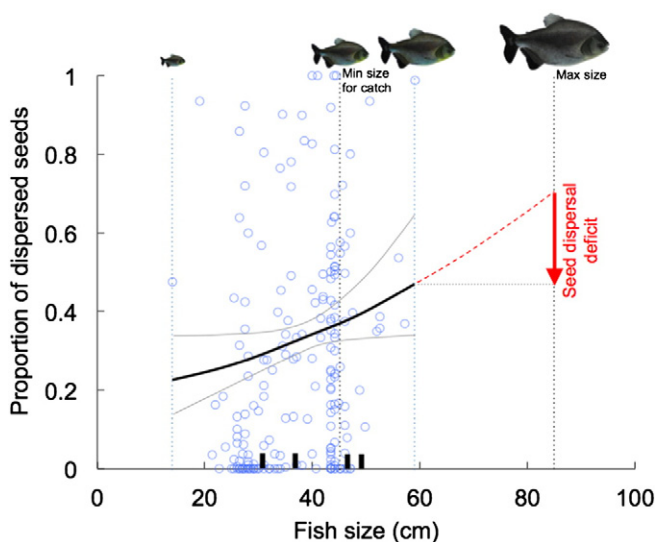 Min size
for catch
Max size
1
0.8
0.6
0.4
0.2
0
0
20
40
60
80
100
Proportion of dispersed seeds
Fish size (cm)
Seed dispersal
deficit